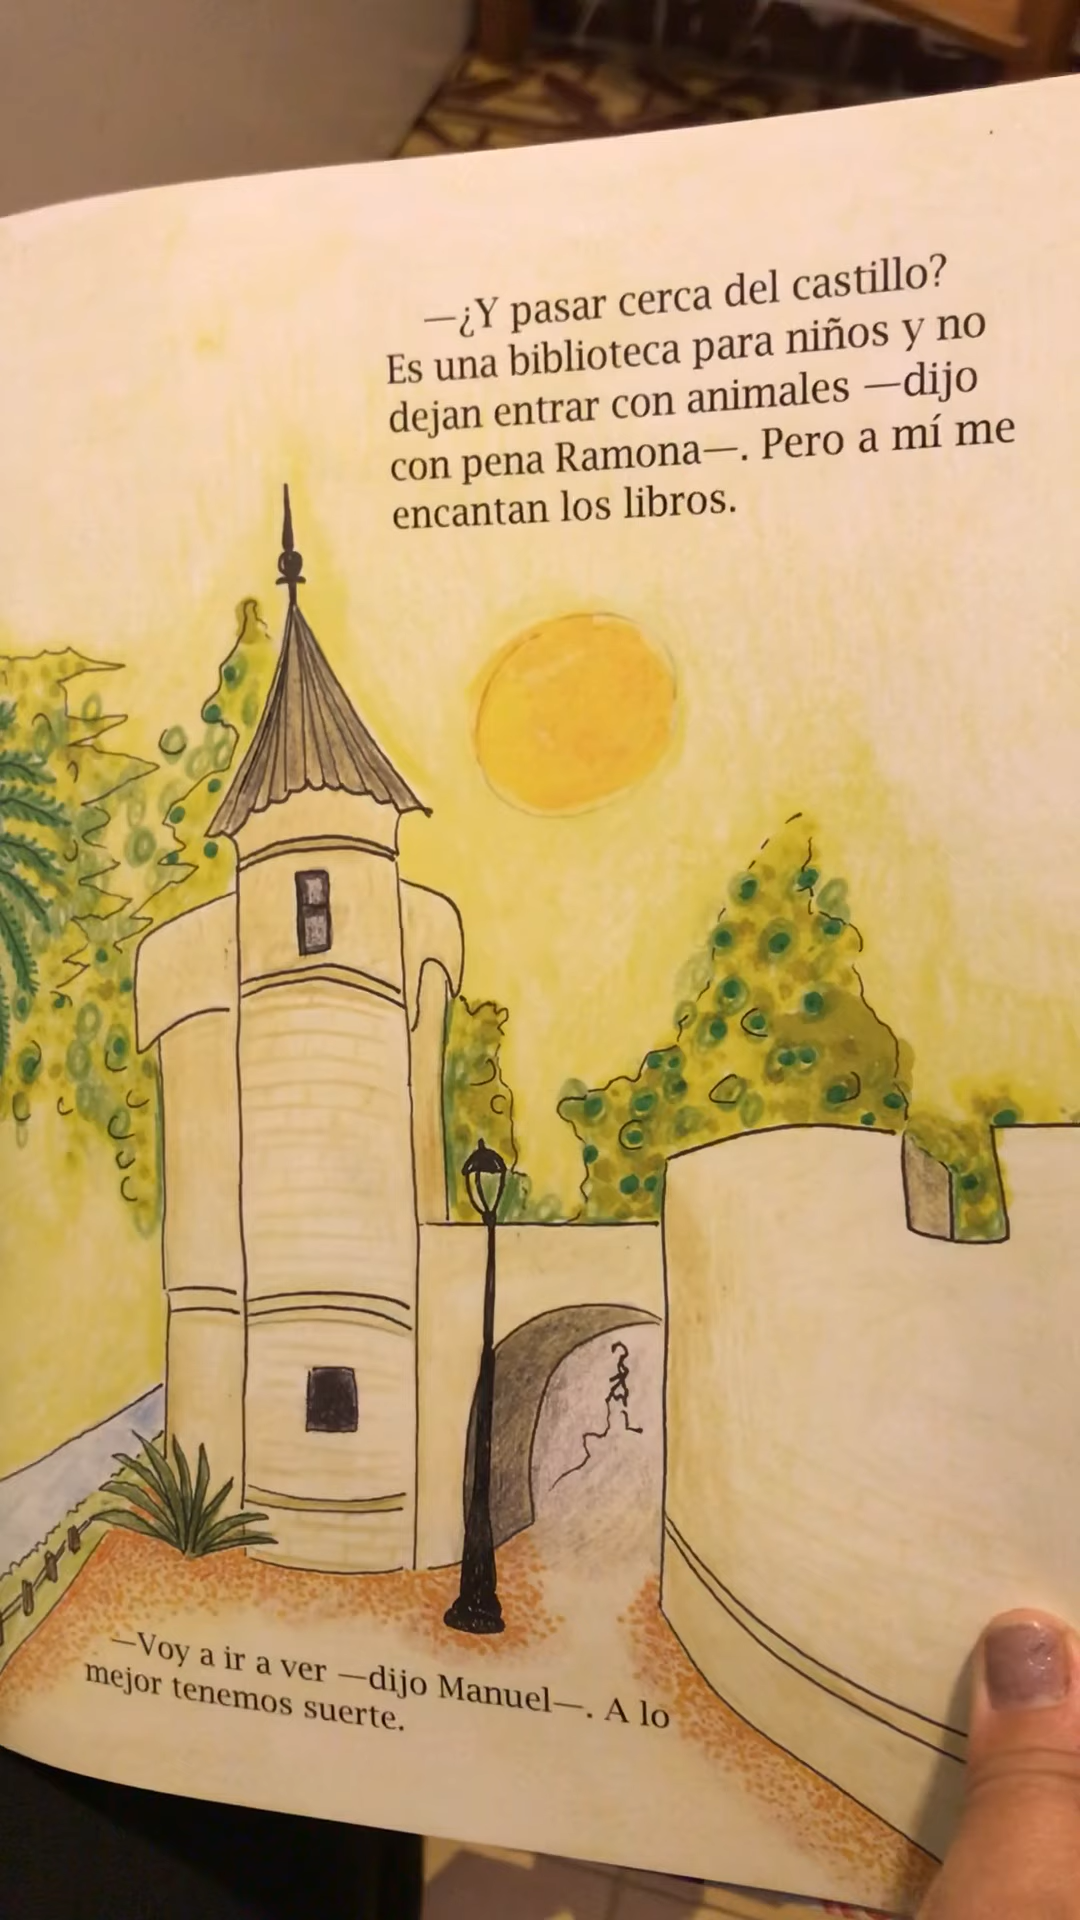 —¿Y pasar cerca del castillo?
Es una biblioteca para niños y no
dejan entrar con animales —dijo
con pena Ramona—. Pero a mí me
encantan los libros.
—Voy a ir a ver —dijo Manuel—. A lo
mejor tenemos suerte.